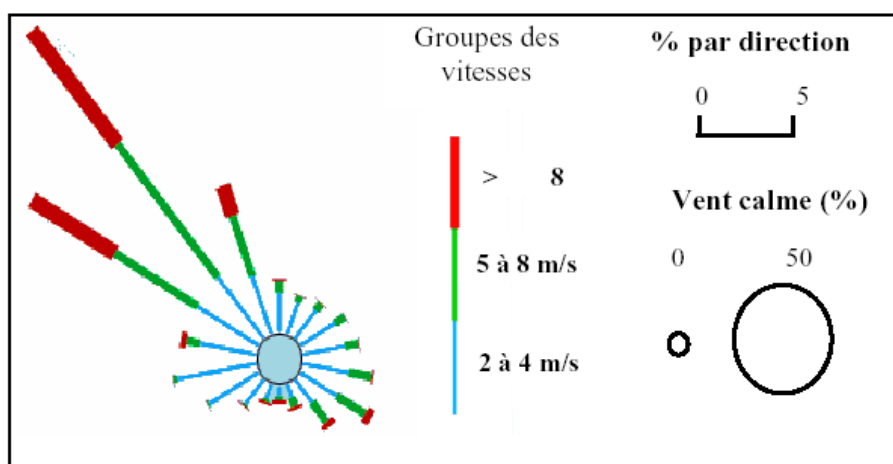 Groupes des
vitesses
> 8
5 à 8 m/s
2 à 4 m/s
% par direction
0 5
Vent calme (%)
0 50